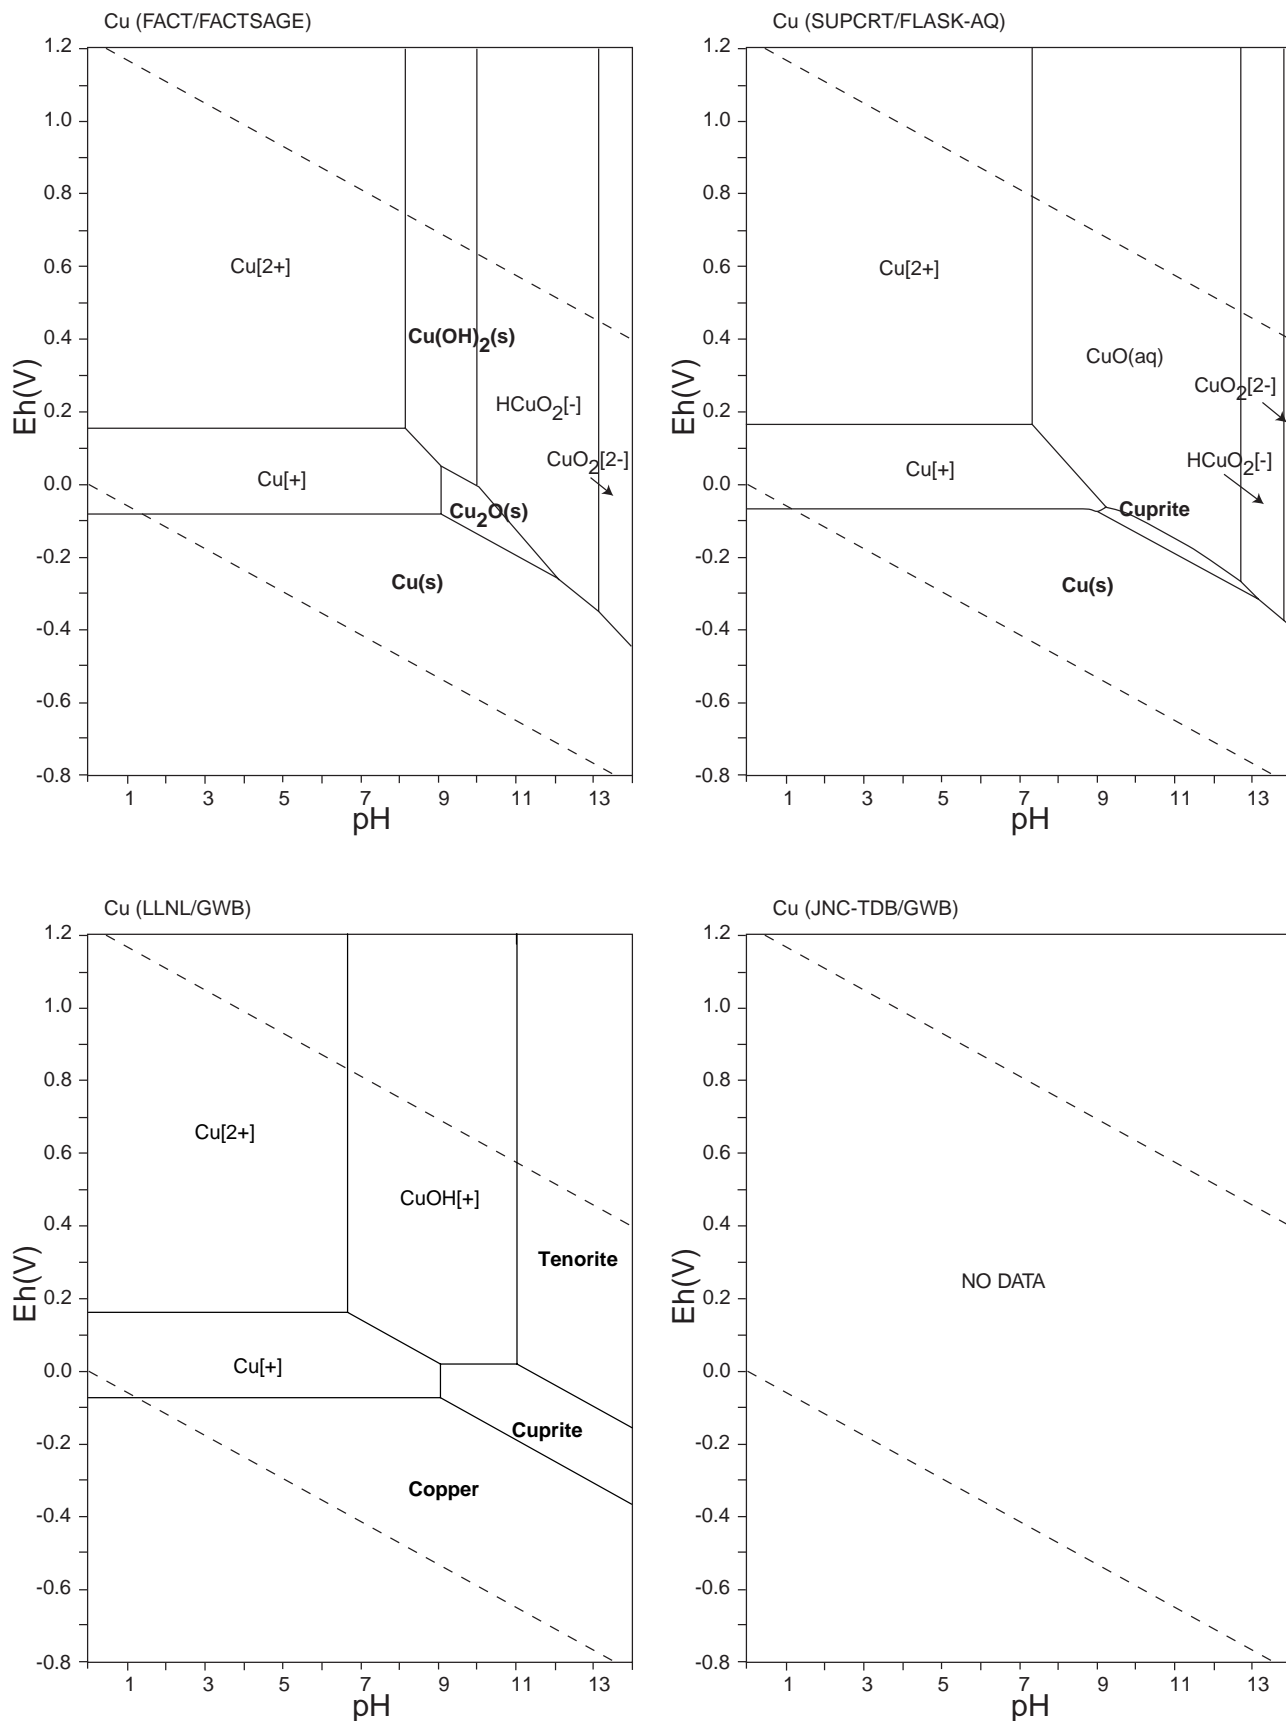 Cu (FACT/FACTSAGE)
1.2
1.0
0.8
0.6
0.4
0.2
0.0
-0.2
-0.4
-0.6
-0.8
Eh(V)
Cu[2+]
Cu(OH)2(s)
HCuO2[-]
CuO2[2-]
Cu[+]
Cu2O(s)
Cu(s)
1 3 5 7 9 11 13
pH
Cu (SUPCRT/FLASK-AQ)
1.2
1.0
0.8
0.6
0.4
0.2
0.0
-0.2
-0.4
-0.6
-0.8
Eh(V)
Cu[2+]
CuO(aq)
CuO2[2-]
HCuO2[-]
Cu[+]
Cuprite
Cu(s)
1 3 5 7 9 11 13
pH
Cu (LLNL/GWB)
1.2
1.0
0.8
0.6
0.4
0.2
0.0
-0.2
-0.4
-0.6
-0.8
Eh(V)
Cu[2+]
CuOH[+]
Tenorite
Cu[+]
Cuprite
Copper
1 3 5 7 9 11 13
pH
Cu (JNC-TDB/GWB)
1.2
1.0
0.8
0.6
0.4
0.2
0.0
-0.2
-0.4
-0.6
-0.8
Eh(V)
NO DATA
1 3 5 7 9 11 13
pH